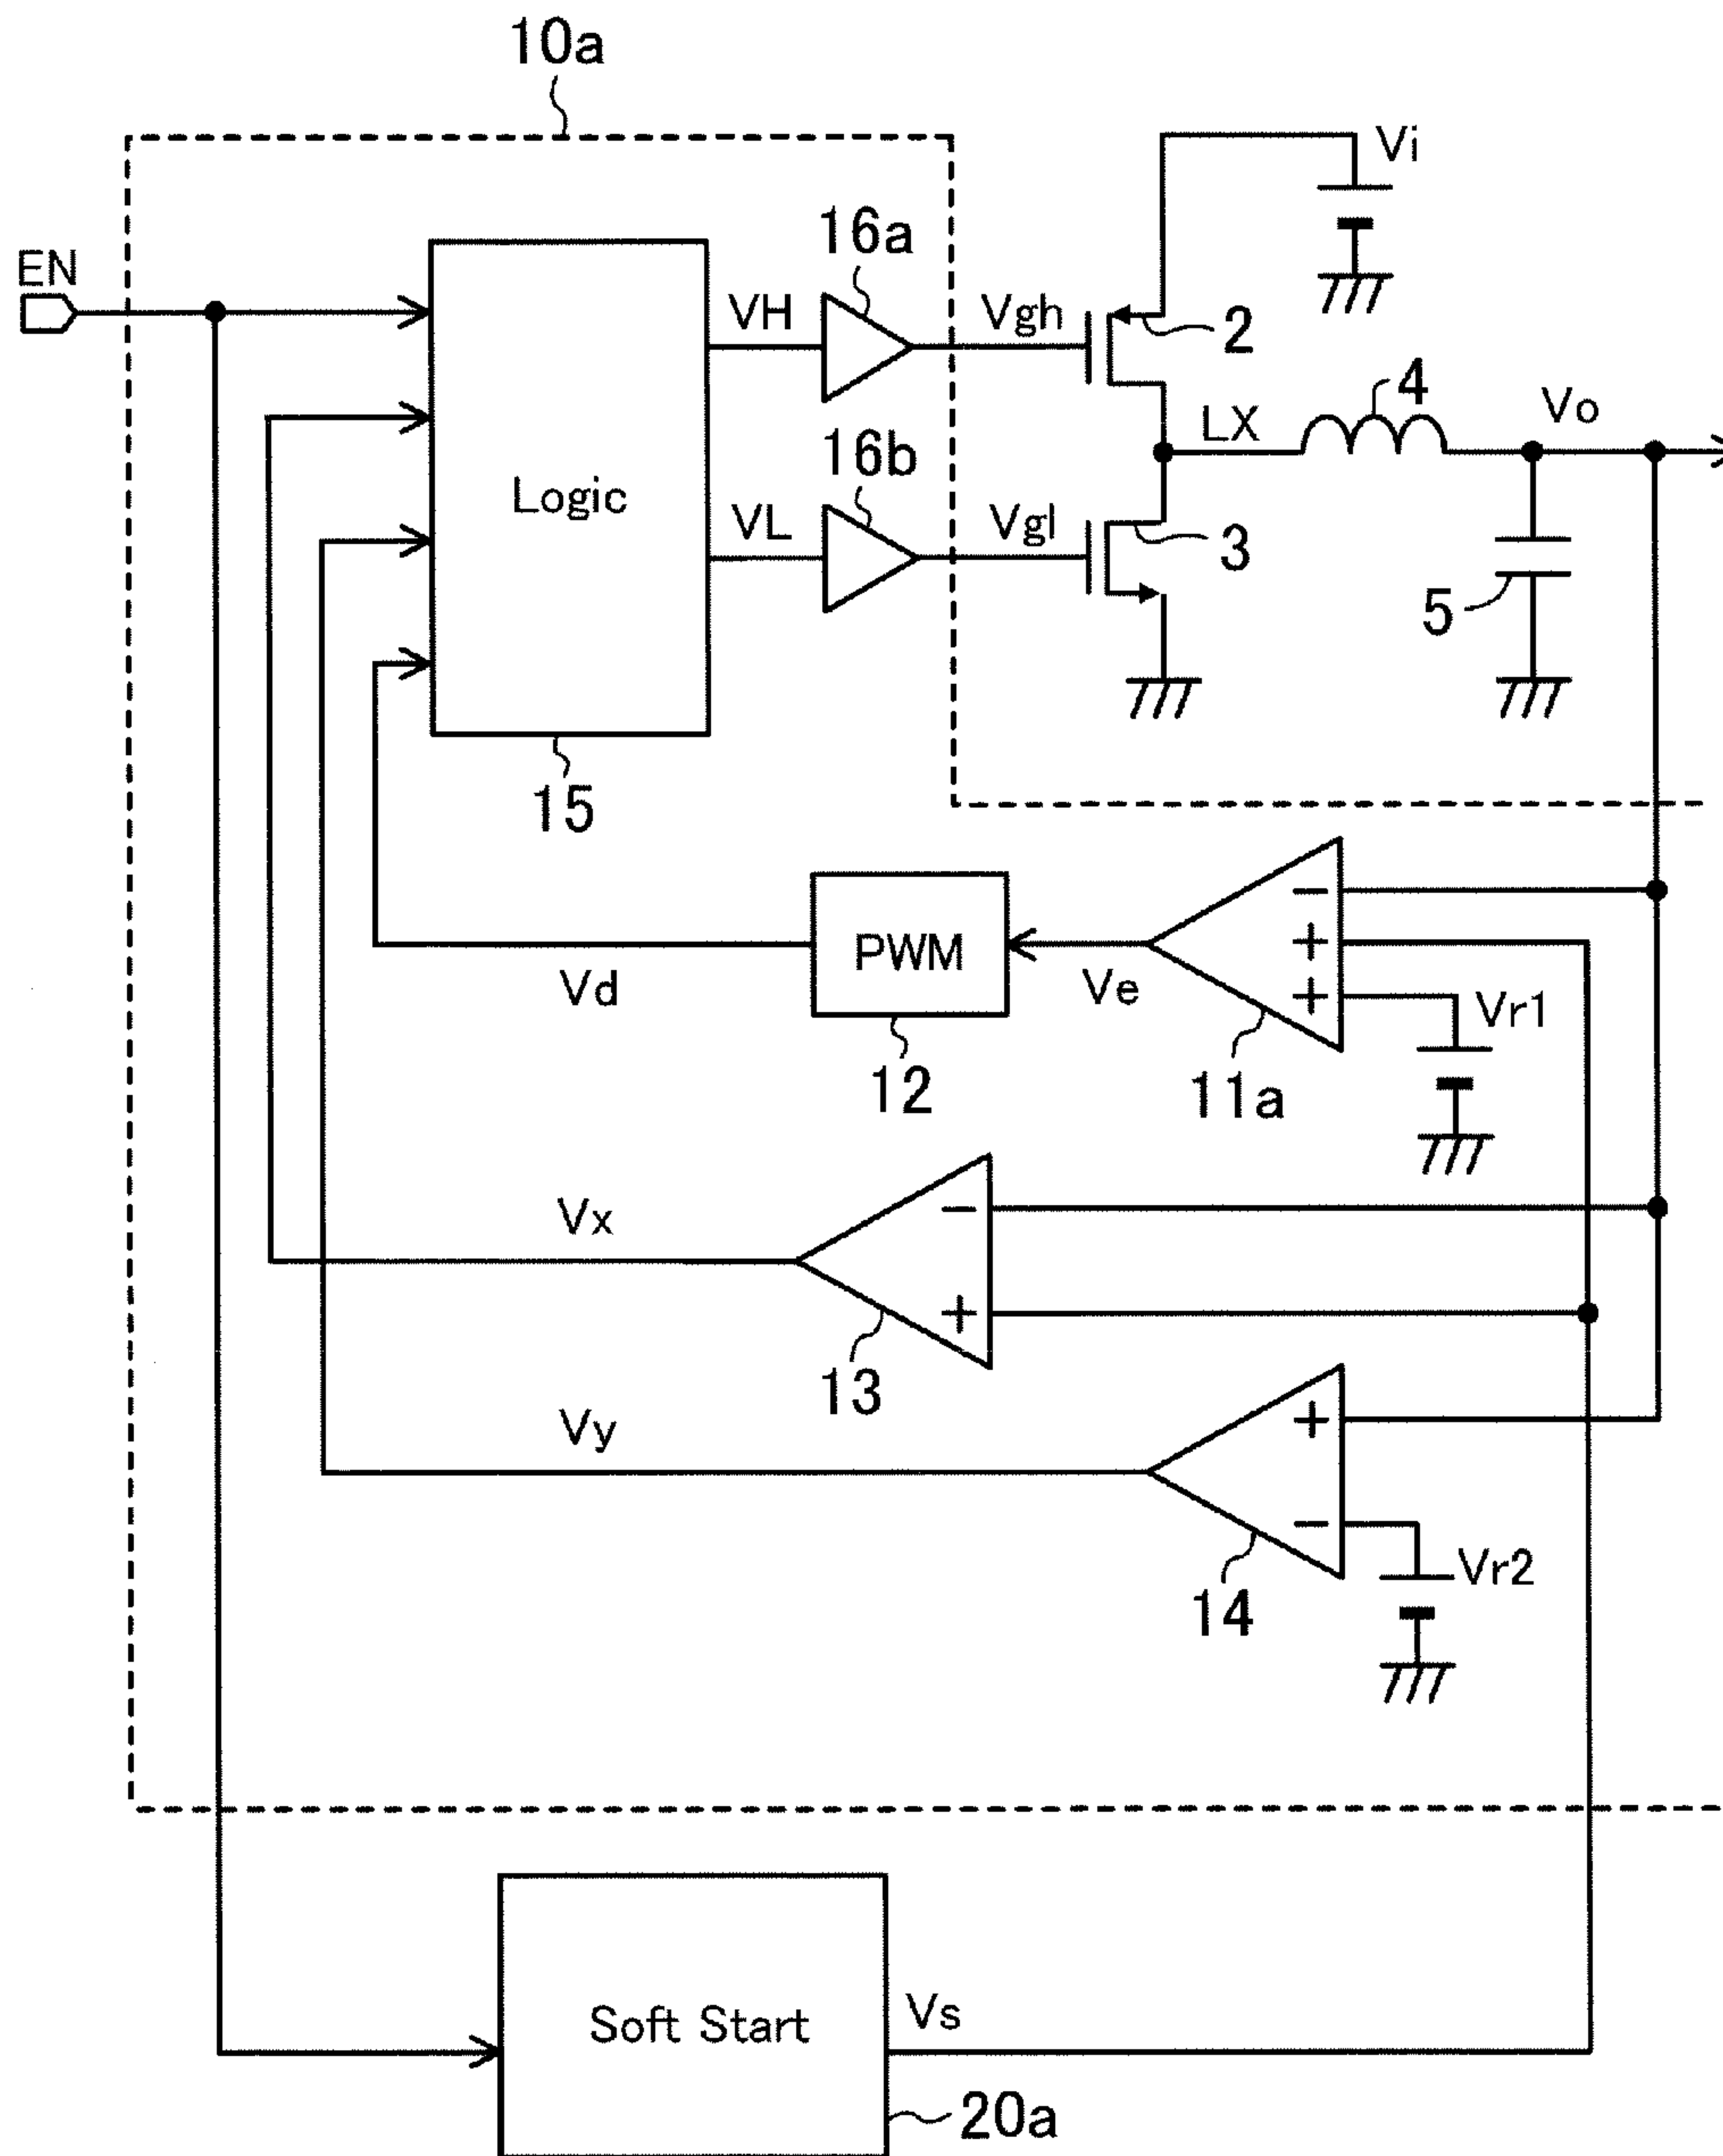 10a
Vi
EN
16a
VH
Vgh
2
4
LX
Vo
Logic
16b
VL
Vgl
3
5
15
−
PWM
+
Vd
Ve
+
Vr1
12
11a
Vx
−
13
+
Vy
+
14
−
Vr2
Soft Start
Vs
20a